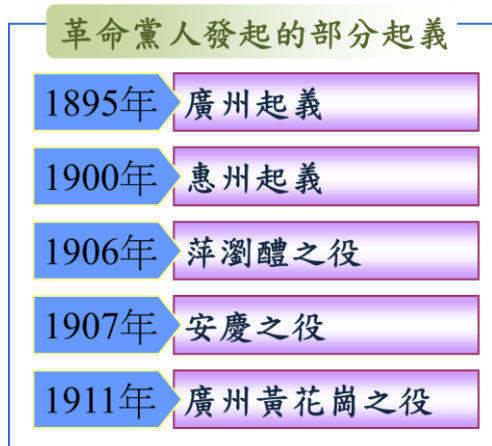 革命黨人發起的部分起義
1895年 廣州起義
1900年 惠州起義
1906年 萍瀏醴之役
1907年 安慶之役
1911年 廣州黃花崗之役